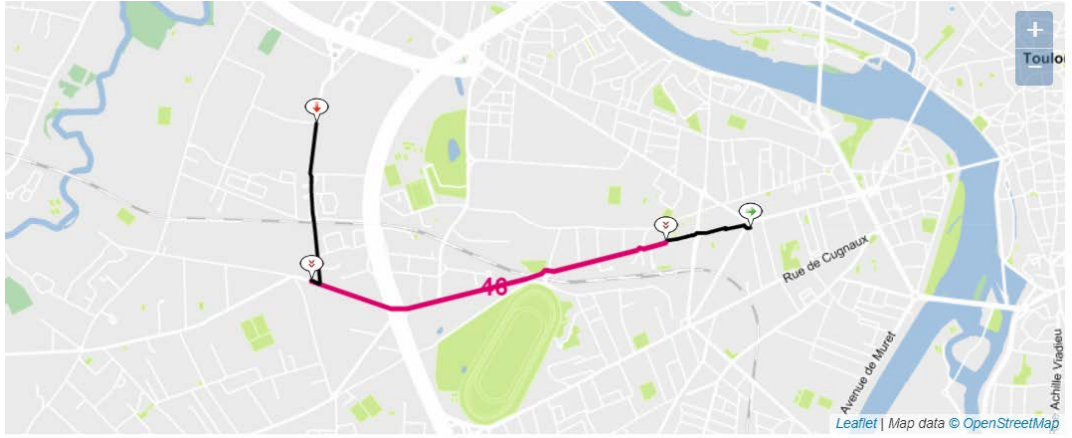 +
Toulo
−
46
Rue de Cugnaux
Avenue de Muret
Achille Viadieu
Leaflet | Map data © OpenStreetMap